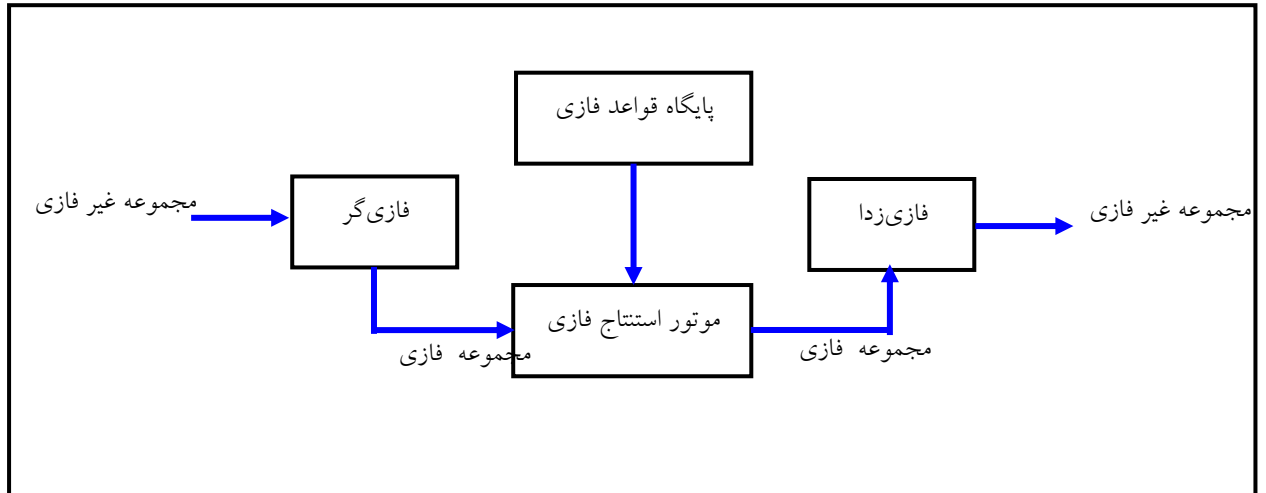 پایگاه قواعد فازی
مجموعه غیر فازی
فازی‌گر
فازی‌زدا
مجموعه غیر فازی
موتور استنتاج فازی
مجموعه فازی
مجموعه فازی